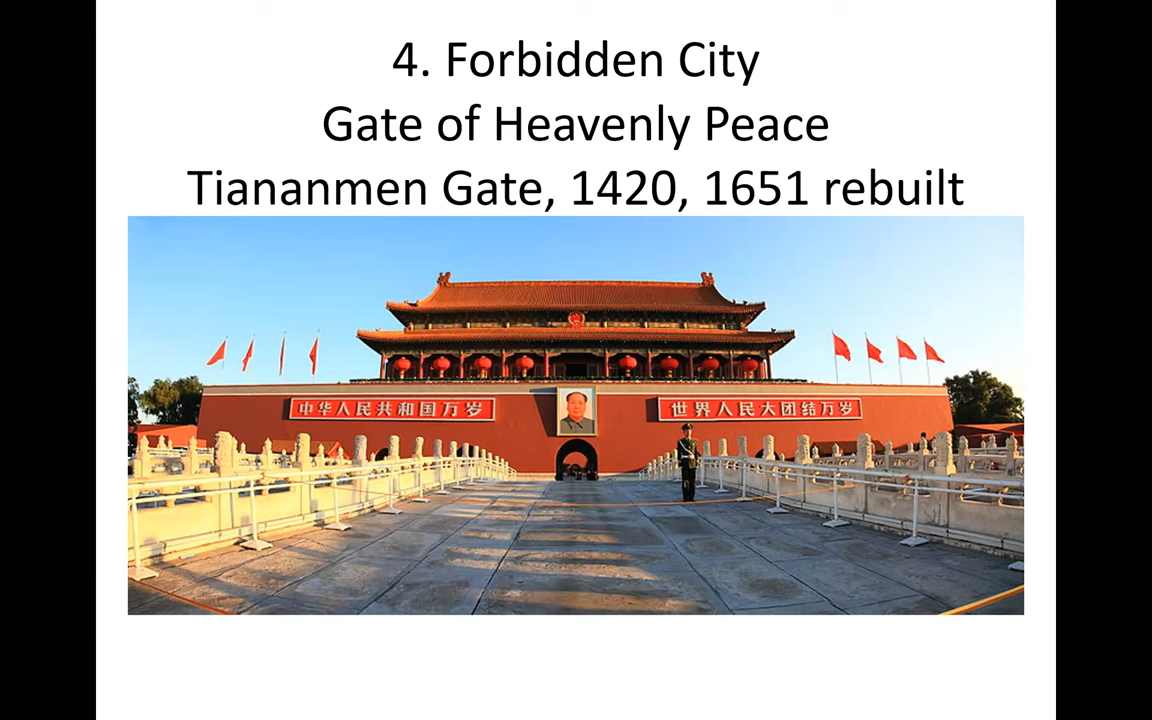 4. Forbidden City
Gate of Heavenly Peace
Tiananmen Gate, 1420, 1651 rebuilt
中华人民共和国万岁
世界人民大团结万岁